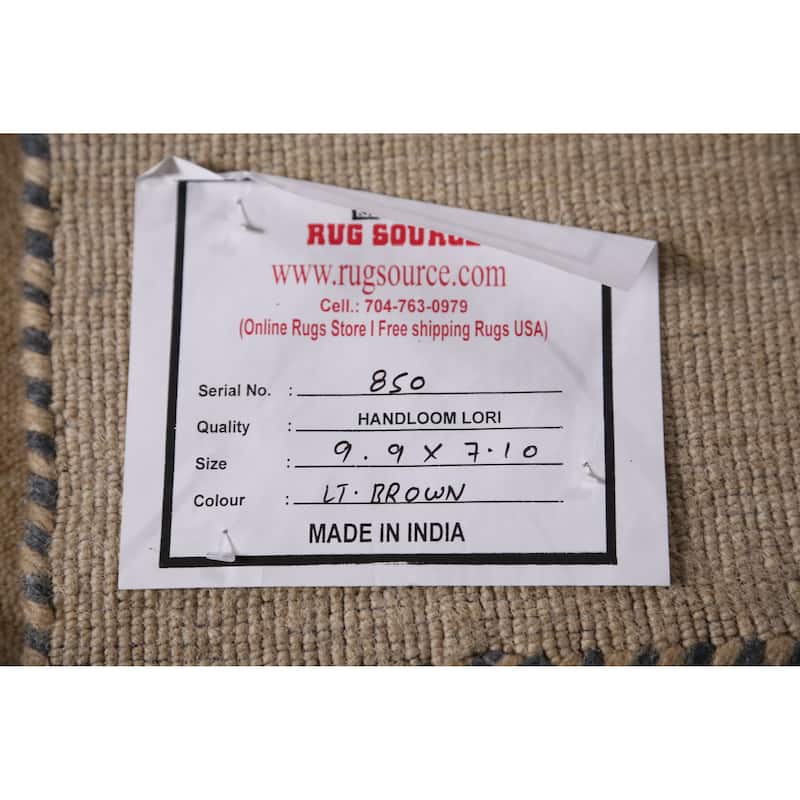 RUG SOURCE
www.rugsource.com
Cell.: 704-763-0979
(Online Rugs Store I Free shipping Rugs USA)
Serial No. : 850
Quality : HANDLOOM LORI
Size : 9.9 X 7.10
Colour : LT. BROWN
MADE IN INDIA